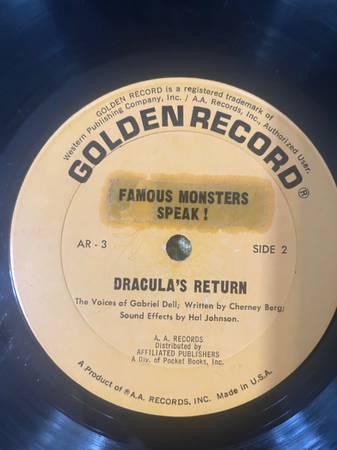 GOLDEN RECORD is a registered trademark of
Western Publishing Company, Inc. / A.A. Records, Inc., Authorized User.
GOLDEN RECORD®
FAMOUS MONSTERS
SPEAK !
AR - 3
SIDE 2
DRACULA'S RETURN
The Voices of Gabriel Dell; Written by Cherney Berg;
Sound Effects by Hal Johnson.
A. A. RECORDS
Distributed by
AFFILIATED PUBLISHERS
A Div. of Pocket Books, Inc.
A Product of ® A.A. RECORDS, INC. Made in U.S.A.